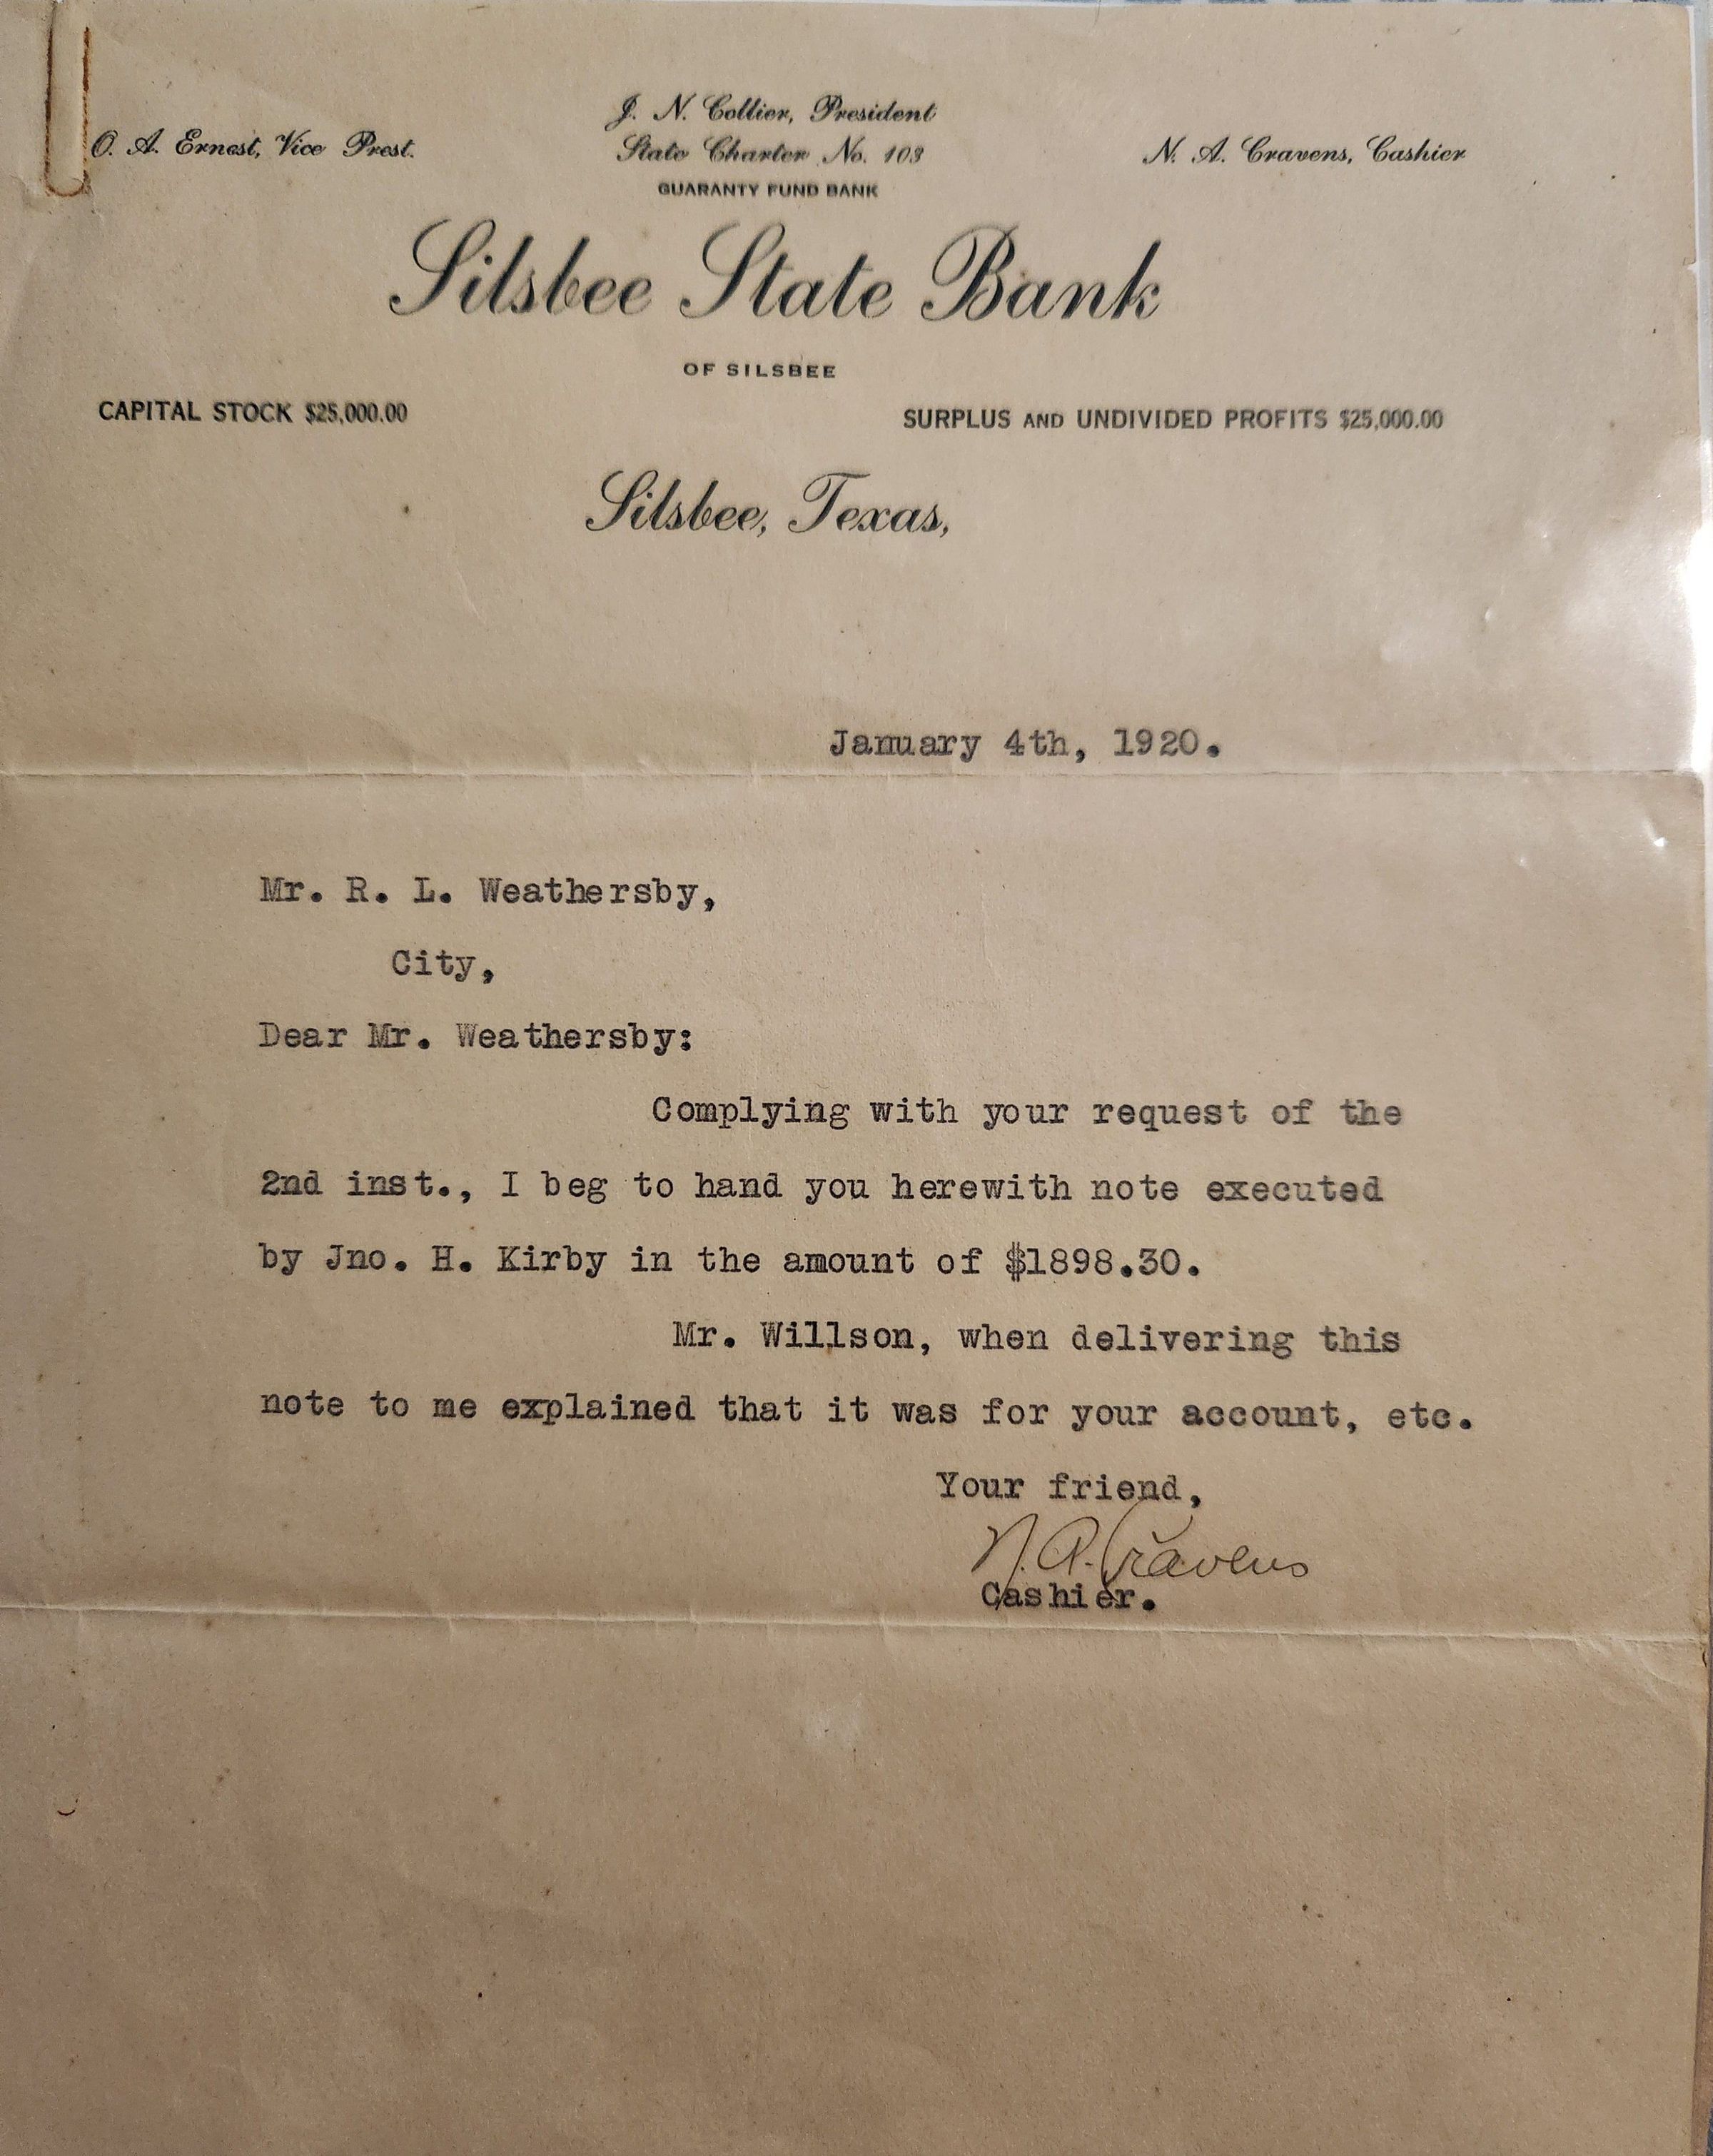 J. N. Collier, President
O. A. Ernest, Vice Prest.
State Charter No. 103
N. A. Cravens, Cashier
GUARANTY FUND BANK
Silsbee State Bank
OF SILSBEE
CAPITAL STOCK $25,000.00
SURPLUS AND UNDIVIDED PROFITS $25,000.00
Silsbee, Texas,
January 4th, 1920.
Mr. R. L. Weathersby,
City,
Dear Mr. Weathersby:
Complying with your request of the
2nd inst., I beg to hand you herewith note executed
by Jno. H. Kirby in the amount of $1898.30.
Mr. Willson, when delivering this
note to me explained that it was for your account, etc.
Your friend,
N. A. Cravens
Cashier.